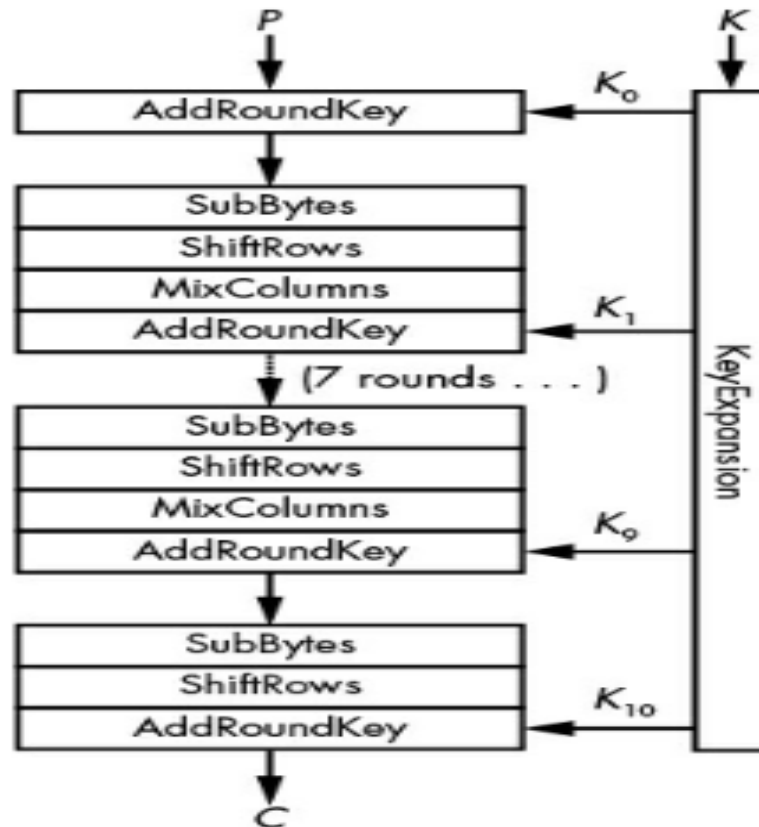 P K
AddRoundKey K₀
SubBytes
ShiftRows
MixColumns
AddRoundKey K₁
(7 rounds . . . )
SubBytes
ShiftRows
MixColumns
AddRoundKey K₉
SubBytes
ShiftRows
AddRoundKey K₁₀
C
KeyExpansion